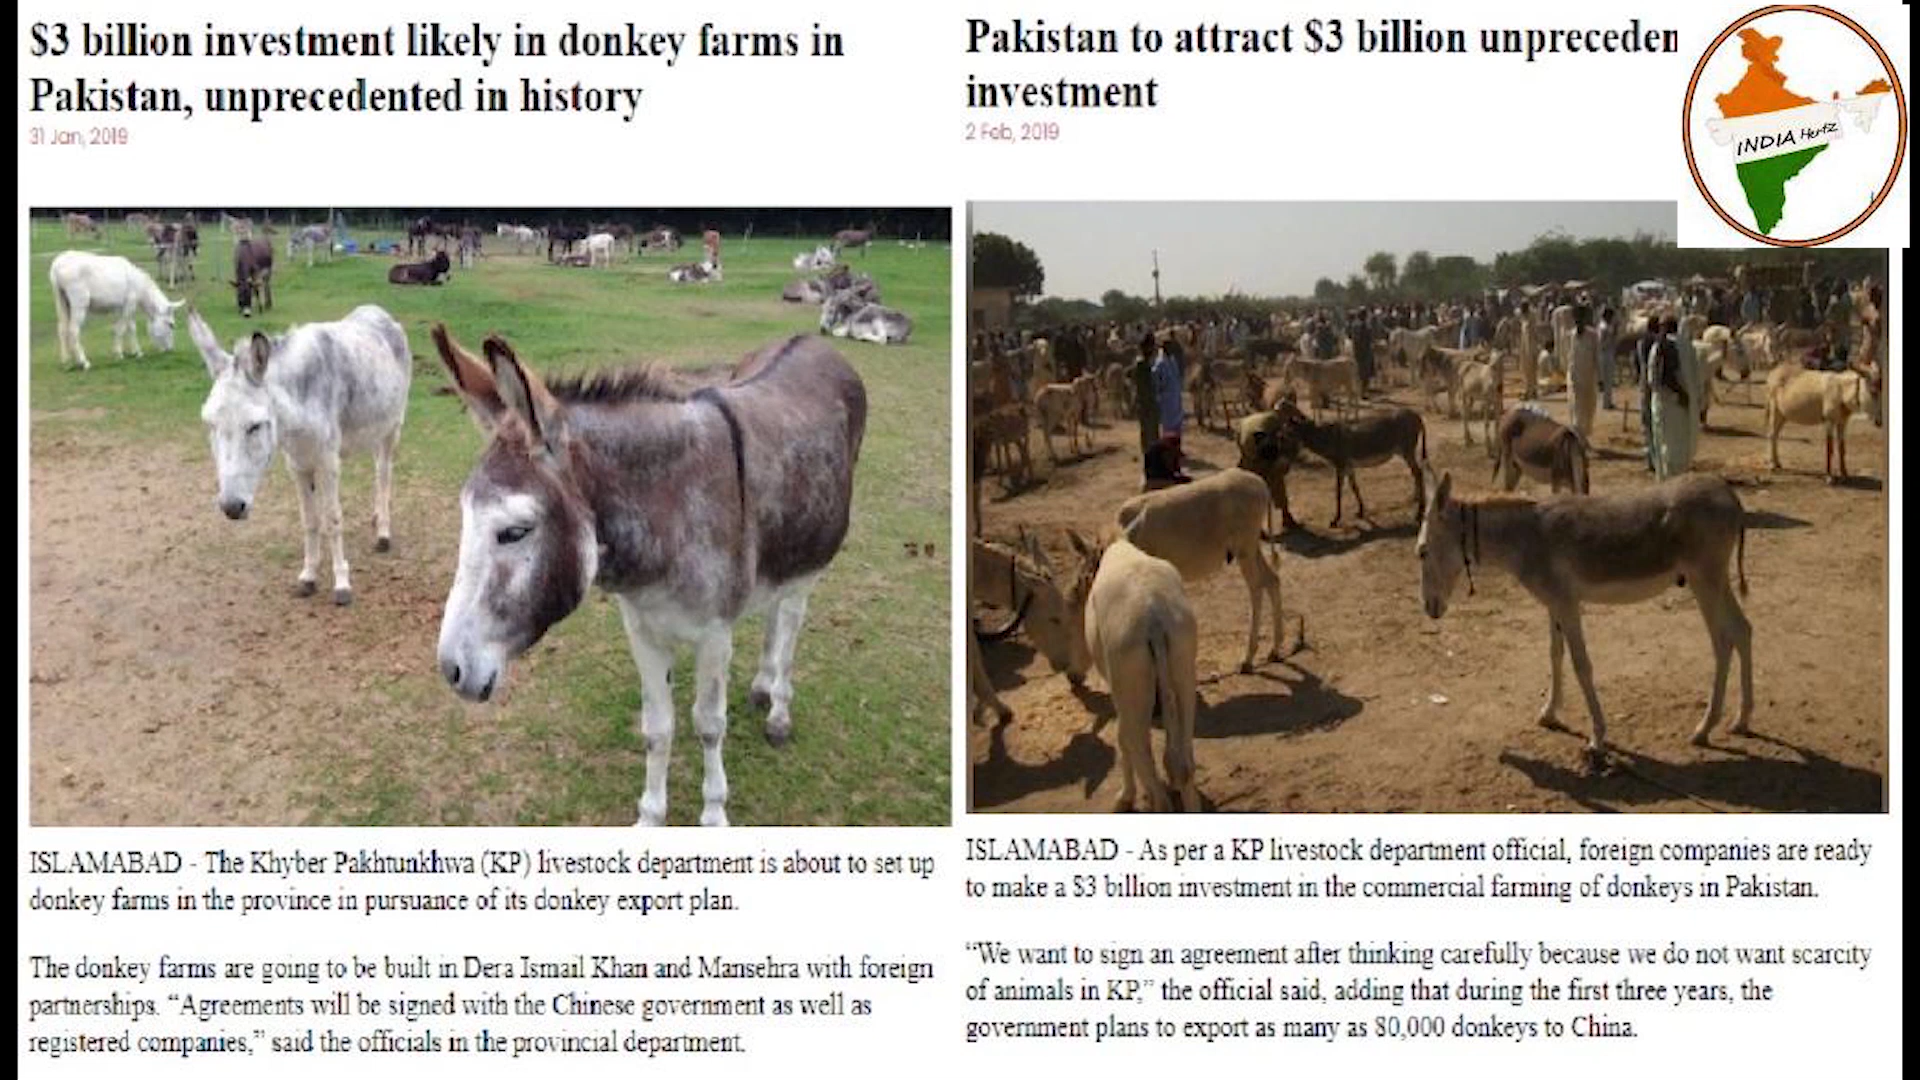 $3 billion investment likely in donkey farms in
Pakistan, unprecedented in history
31 Jan, 2019
ISLAMABAD - The Khyber Pakhtunkhwa (KP) livestock department is about to set up
donkey farms in the province in pursuance of its donkey export plan.
The donkey farms are going to be built in Dera Ismail Khan and Mansehra with foreign
partnerships. “Agreements will be signed with the Chinese government as well as
registered companies,” said the officials in the provincial department.
Pakistan to attract $3 billion unpreceden
investment
2 Feb, 2019
INDIA Hertz
ISLAMABAD - As per a KP livestock department official, foreign companies are ready
to make a $3 billion investment in the commercial farming of donkeys in Pakistan.
“We want to sign an agreement after thinking carefully because we do not want scarcity
of animals in KP,” the official said, adding that during the first three years, the
government plans to export as many as 80,000 donkeys to China.